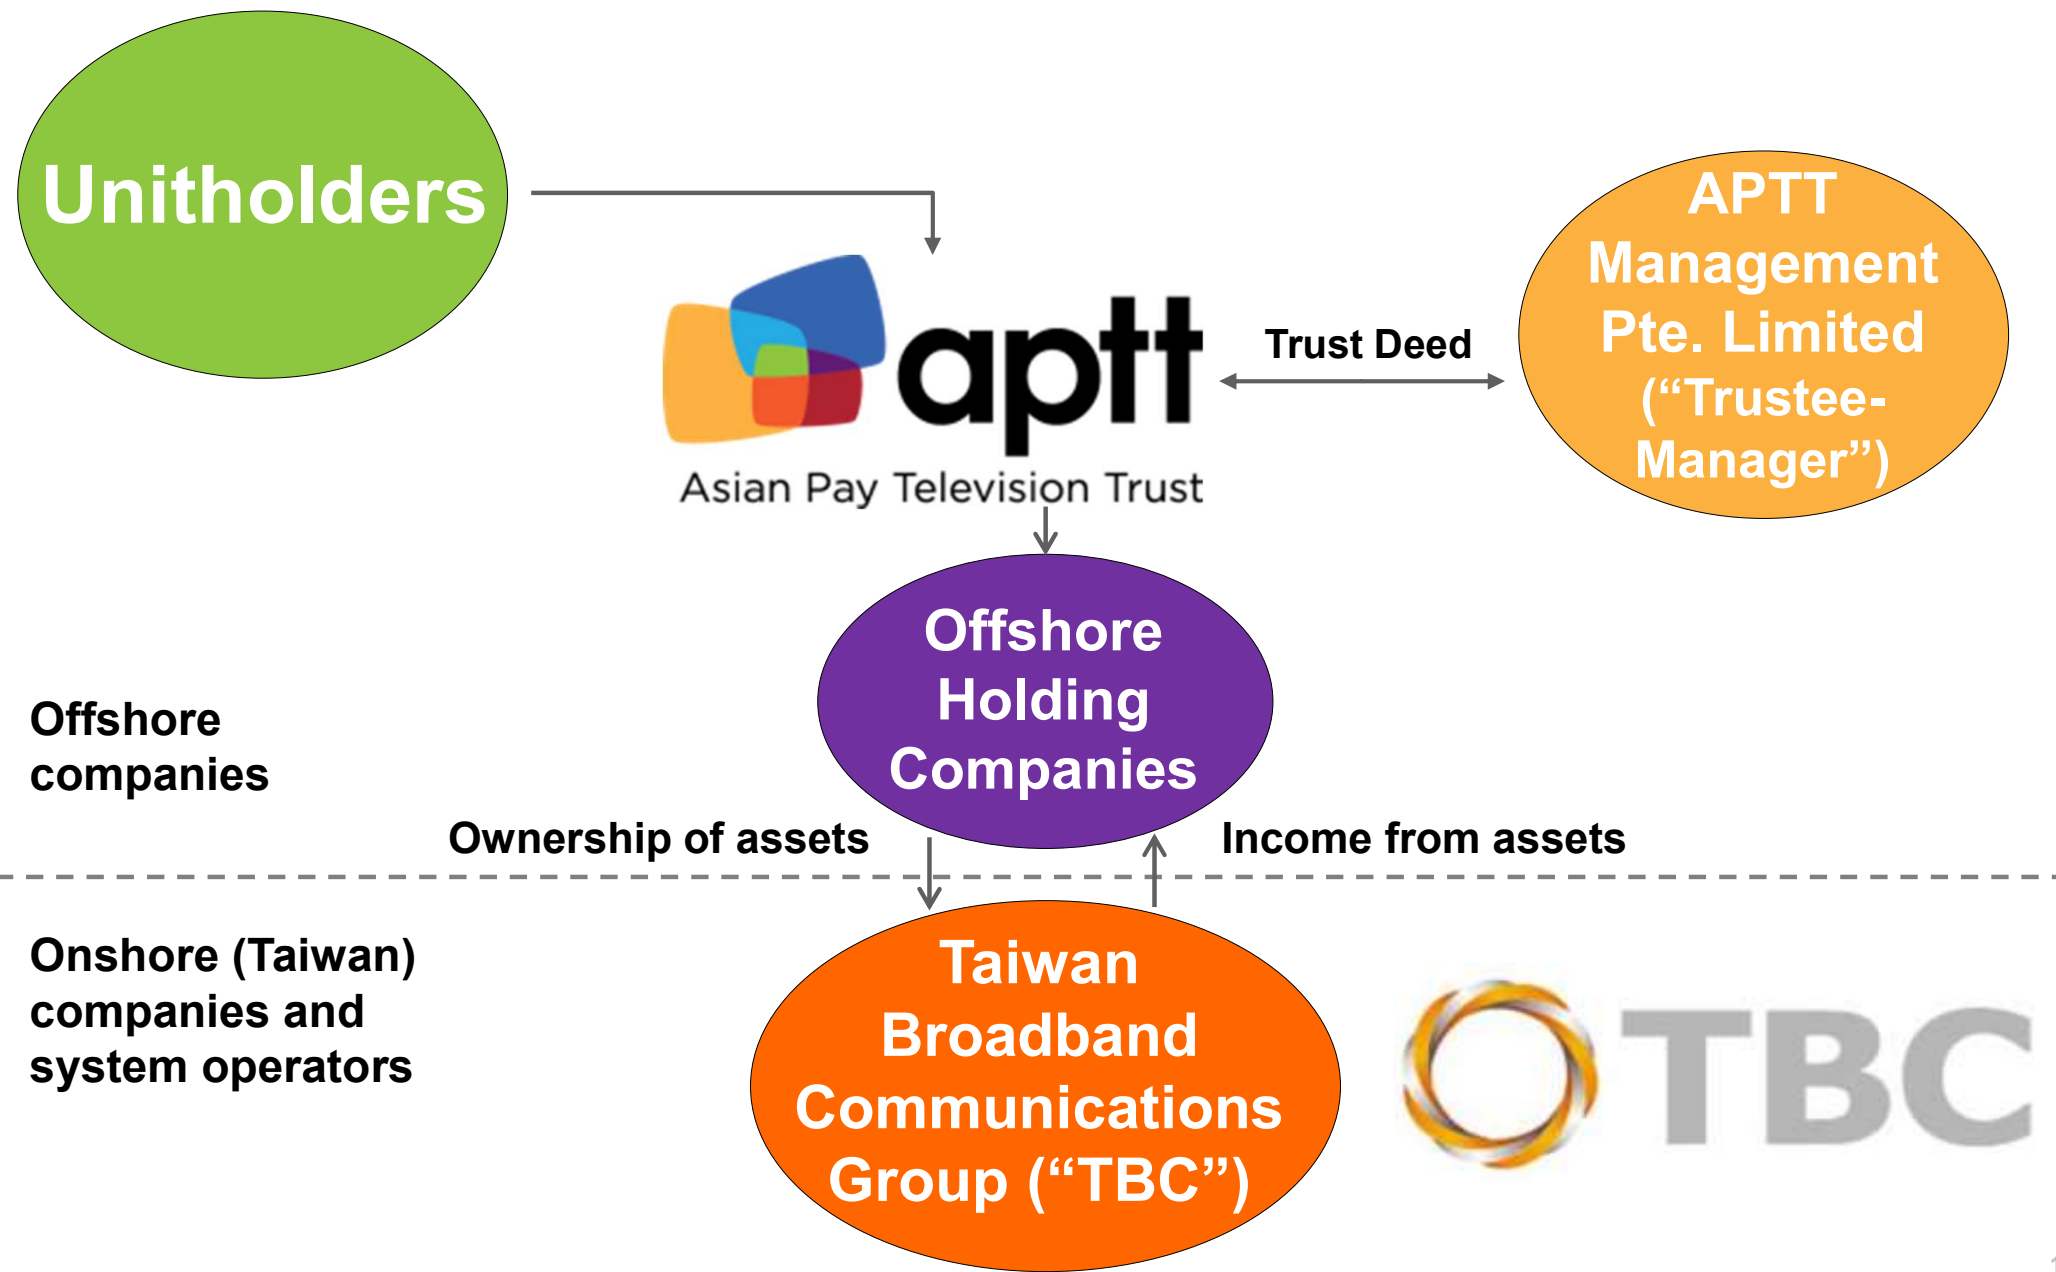 Unitholders
aptt
Asian Pay Television Trust
Trust Deed
APTT
Management
Pte. Limited
(“Trustee-
Manager”)
Offshore
Holding
Companies
Offshore
companies
Ownership of assets
Income from assets
Onshore (Taiwan)
companies and
system operators
Taiwan
Broadband
Communications
Group (“TBC”)
TBC